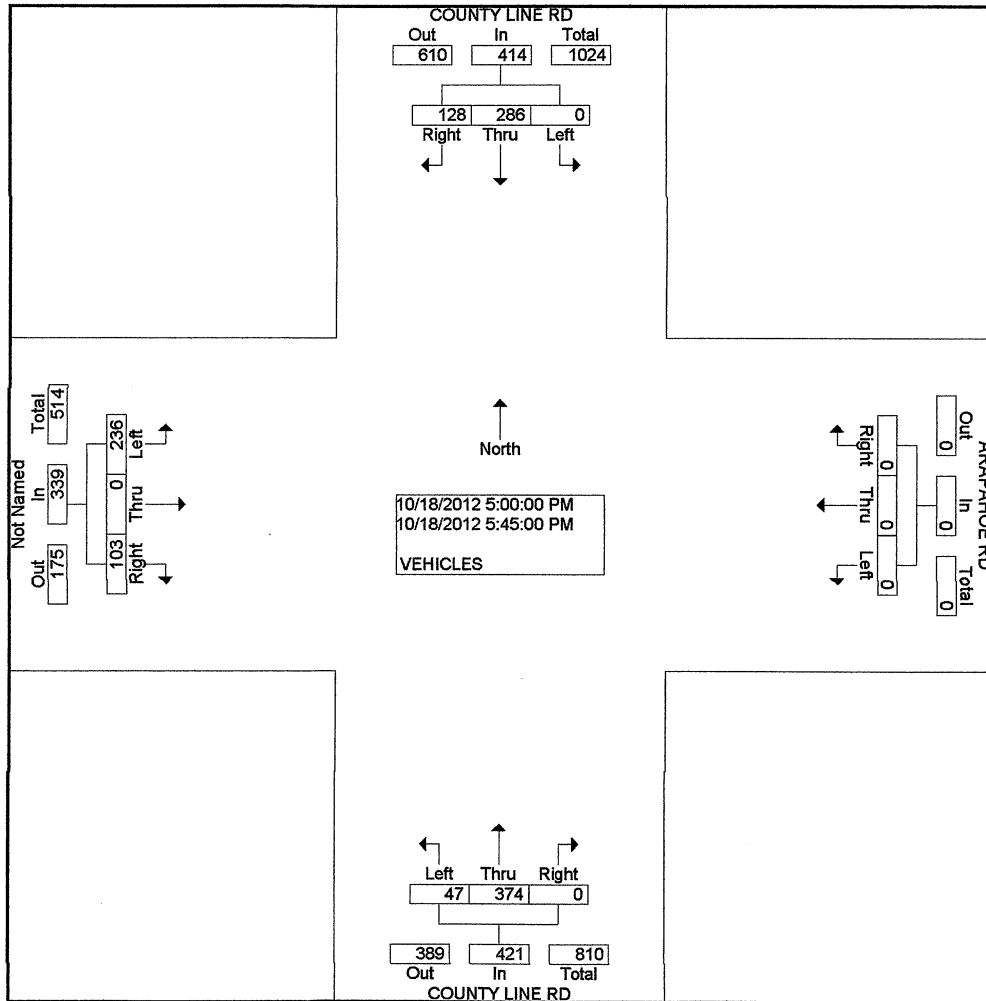 COUNTY LINE RD
Out In Total
610 414 1024
128 286 0
Right Thru Left
Not Named
Total In Out
514 339 175
236 0 103
Left Thru Right
North
10/18/2012 5:00:00 PM
10/18/2012 5:45:00 PM
VEHICLES
Right Thru Left
0 0 0
Out In Total
0 0 0
ARAPAHOE RD
Left Thru Right
47 374 0
389 421 810
Out In Total
COUNTY LINE RD